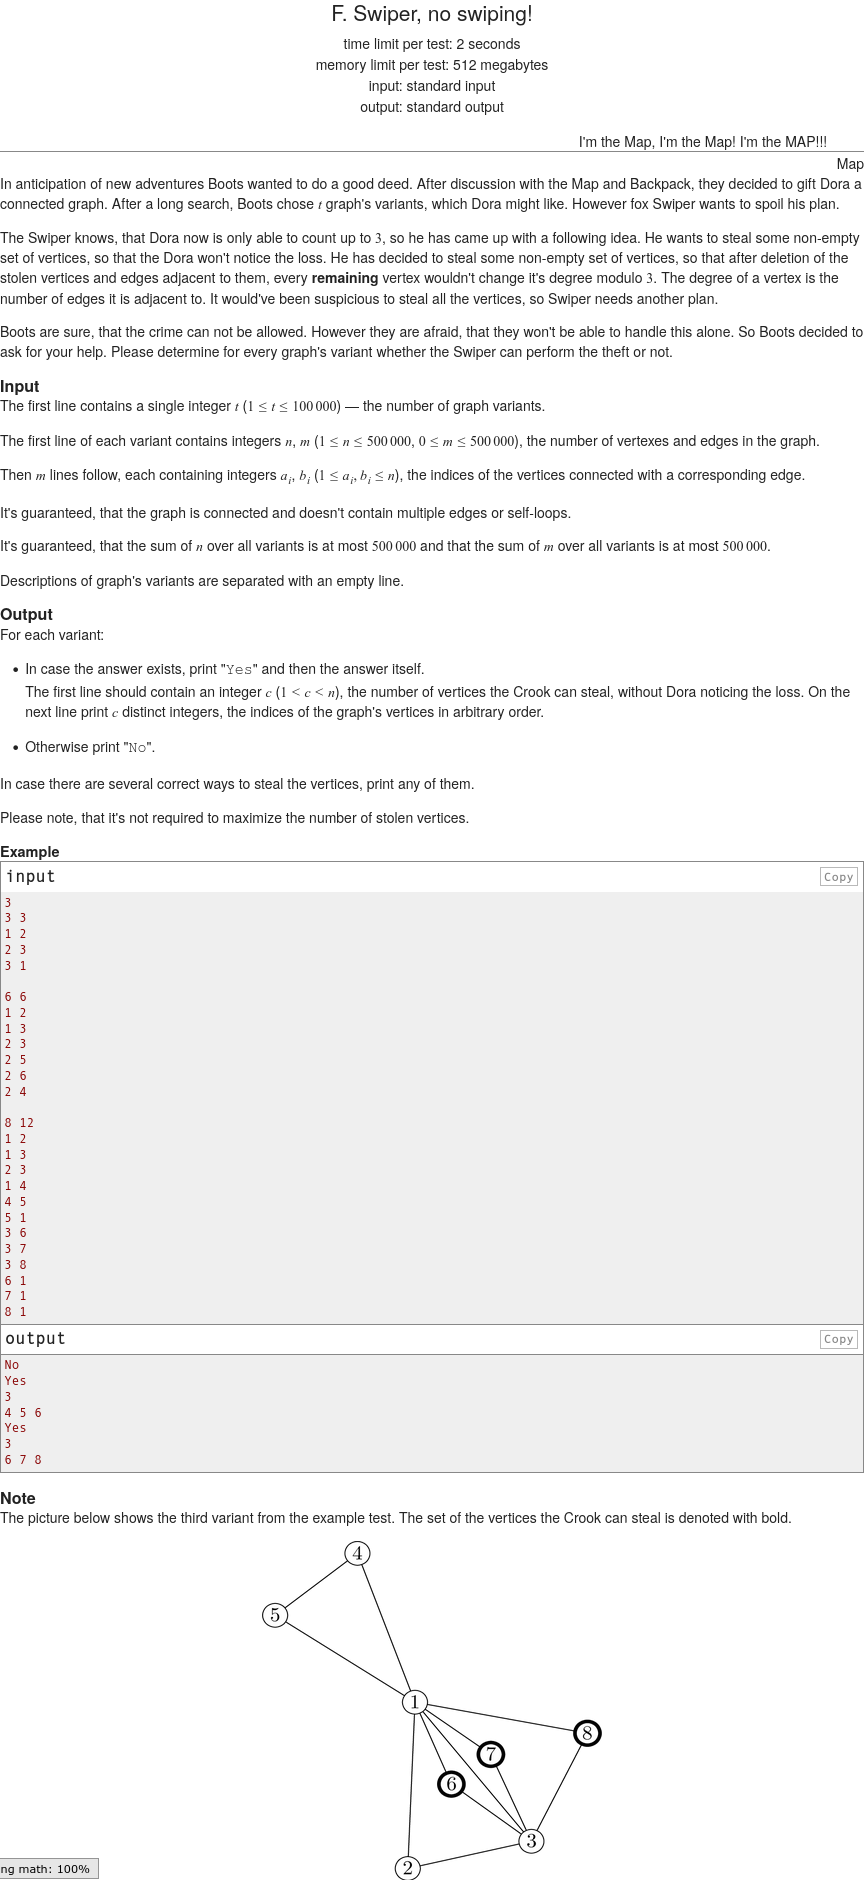 F. Swiper, no swiping!
time limit per test: 2 seconds
memory limit per test: 512 megabytes
input: standard input
output: standard output
I'm the Map, I'm the Map! I'm the MAP!!!
Map
In anticipation of new adventures Boots wanted to do a good deed. After discussion with the Map and Backpack, they decided to gift Dora a
connected graph. After a long search, Boots chose t graph's variants, which Dora might like. However fox Swiper wants to spoil his plan.
The Swiper knows, that Dora now is only able to count up to 3, so he has came up with a following idea. He wants to steal some non-empty
set of vertices, so that the Dora won't notice the loss. He has decided to steal some non-empty set of vertices, so that after deletion of the
stolen vertices and edges adjacent to them, every remaining vertex wouldn't change it's degree modulo 3. The degree of a vertex is the
number of edges it is adjacent to. It would've been suspicious to steal all the vertices, so Swiper needs another plan.
Boots are sure, that the crime can not be allowed. However they are afraid, that they won't be able to handle this alone. So Boots decided to
ask for your help. Please determine for every graph's variant whether the Swiper can perform the theft or not.
Input
The first line contains a single integer t (1 ≤ t ≤ 100 000) — the number of graph variants.
The first line of each variant contains integers n, m (1 ≤ n ≤ 500 000, 0 ≤ m ≤ 500 000), the number of vertexes and edges in the graph.
Then m lines follow, each containing integers a_i, b_i (1 ≤ a_i, b_i ≤ n), the indices of the vertices connected with a corresponding edge.
It's guaranteed, that the graph is connected and doesn't contain multiple edges or self-loops.
It's guaranteed, that the sum of n over all variants is at most 500 000 and that the sum of m over all variants is at most 500 000.
Descriptions of graph's variants are separated with an empty line.
Output
For each variant:
• In case the answer exists, print "Yes" and then the answer itself.
The first line should contain an integer c (1 < c < n), the number of vertices the Crook can steal, without Dora noticing the loss. On the
next line print c distinct integers, the indices of the graph's vertices in arbitrary order.
• Otherwise print "No".
In case there are several correct ways to steal the vertices, print any of them.
Please note, that it's not required to maximize the number of stolen vertices.
Example
input
Copy
3
3 3
1 2
2 3
3 1
6 6
1 2
1 3
2 3
2 5
2 6
2 4
8 12
1 2
1 3
2 3
1 4
4 5
5 1
3 6
3 7
3 8
6 1
7 1
8 1
output
Copy
No
Yes
3
4 5 6
Yes
3
6 7 8
Note
The picture below shows the third variant from the example test. The set of the vertices the Crook can steal is denoted with bold.
4
5
1
8
7
6
3
2
ng math: 100%